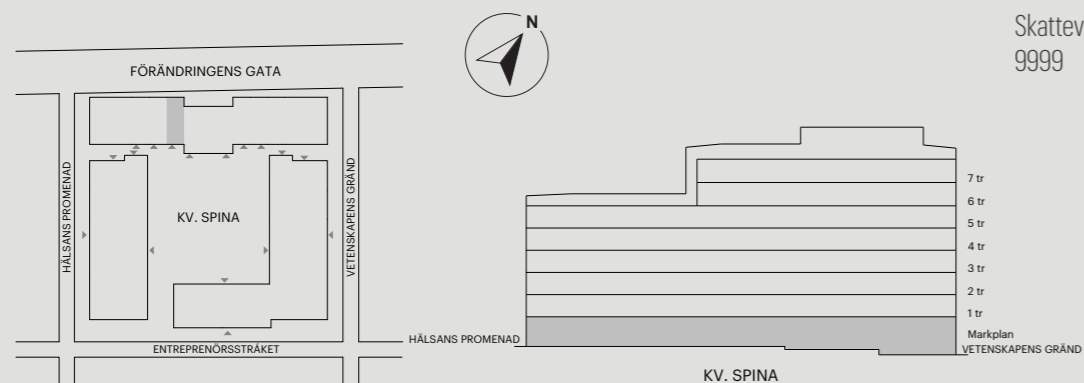 FÖRÄNDRINGENS GATA
HÄLSANS PROMENAD
KV. SPINA
VETENSKAPENS GRÄND
ENTREPRENÖRSSTRÅKET
N
Skattev
9999
7 tr
6 tr
5 tr
4 tr
3 tr
2 tr
1 tr
Markplan
HÄLSANS PROMENAD
VETENSKAPENS GRÄND
KV. SPINA